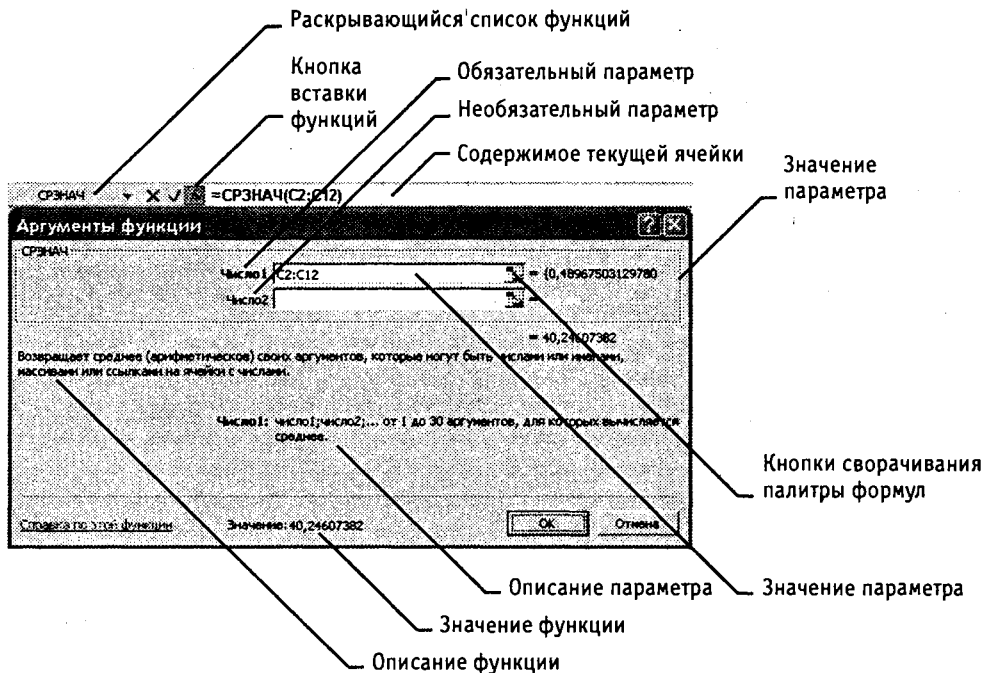 Раскрывающийся список функций
Кнопка
вставки
функций
Обязательный параметр
Необязательный параметр
Содержимое текущей ячейки
Значение
параметра
СРЗНАЧ
=СРЗНАЧ(C2:C12)
Аргументы функции
СРЗНАЧ
Число1 C2:C12 = {0,48967503129780
Число2 =
= 40,24607382
Возвращает среднее (арифметическое) своих аргументов, которые могут быть числами или именами,
массивами или ссылками на ячейки с числами.
Число1: число1;число2;... от 1 до 30 аргументов, для которых вычисляется
среднее.
Справка по этой функции
Значение: 40,24607382
OK
Отмена
Кнопки сворачивания
палитры формул
Описание параметра
Значение параметра
Значение функции
Описание функции